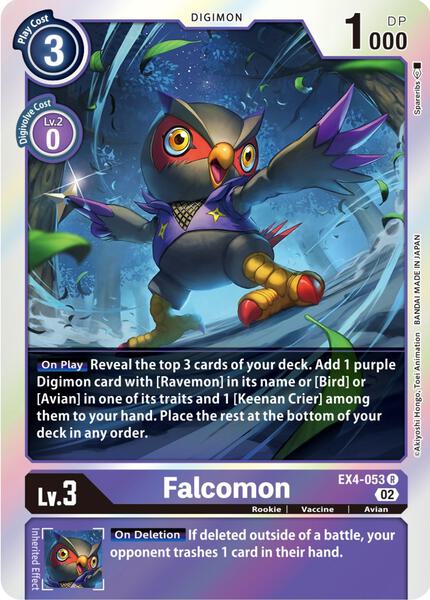 DIGIMON
Play Cost
3
DP
1000
Digivolve Cost
Lv.2
0
Spareribs
©Akiyoshi Hongo, Toei Animation BANDAI MADE IN JAPAN
On Play Reveal the top 3 cards of your deck. Add 1 purple
Digimon card with [Ravemon] in its name or [Bird] or
[Avian] in one of its traits and 1 [Keenan Crier] among
them to your hand. Place the rest at the bottom of your
deck in any order.
Lv.3
Falcomon
EX4-053 R
02
Rookie | Vaccine | Avian
Inherited Effect
On Deletion If deleted outside of a battle, your
opponent trashes 1 card in their hand.